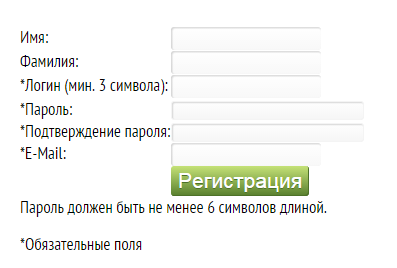 Имя:
Фамилия:
*Логин (мин. 3 символа):
*Пароль:
*Подтверждение пароля:
*E-Mail:
Регистрация
Пароль должен быть не менее 6 символов длиной.
*Обязательные поля